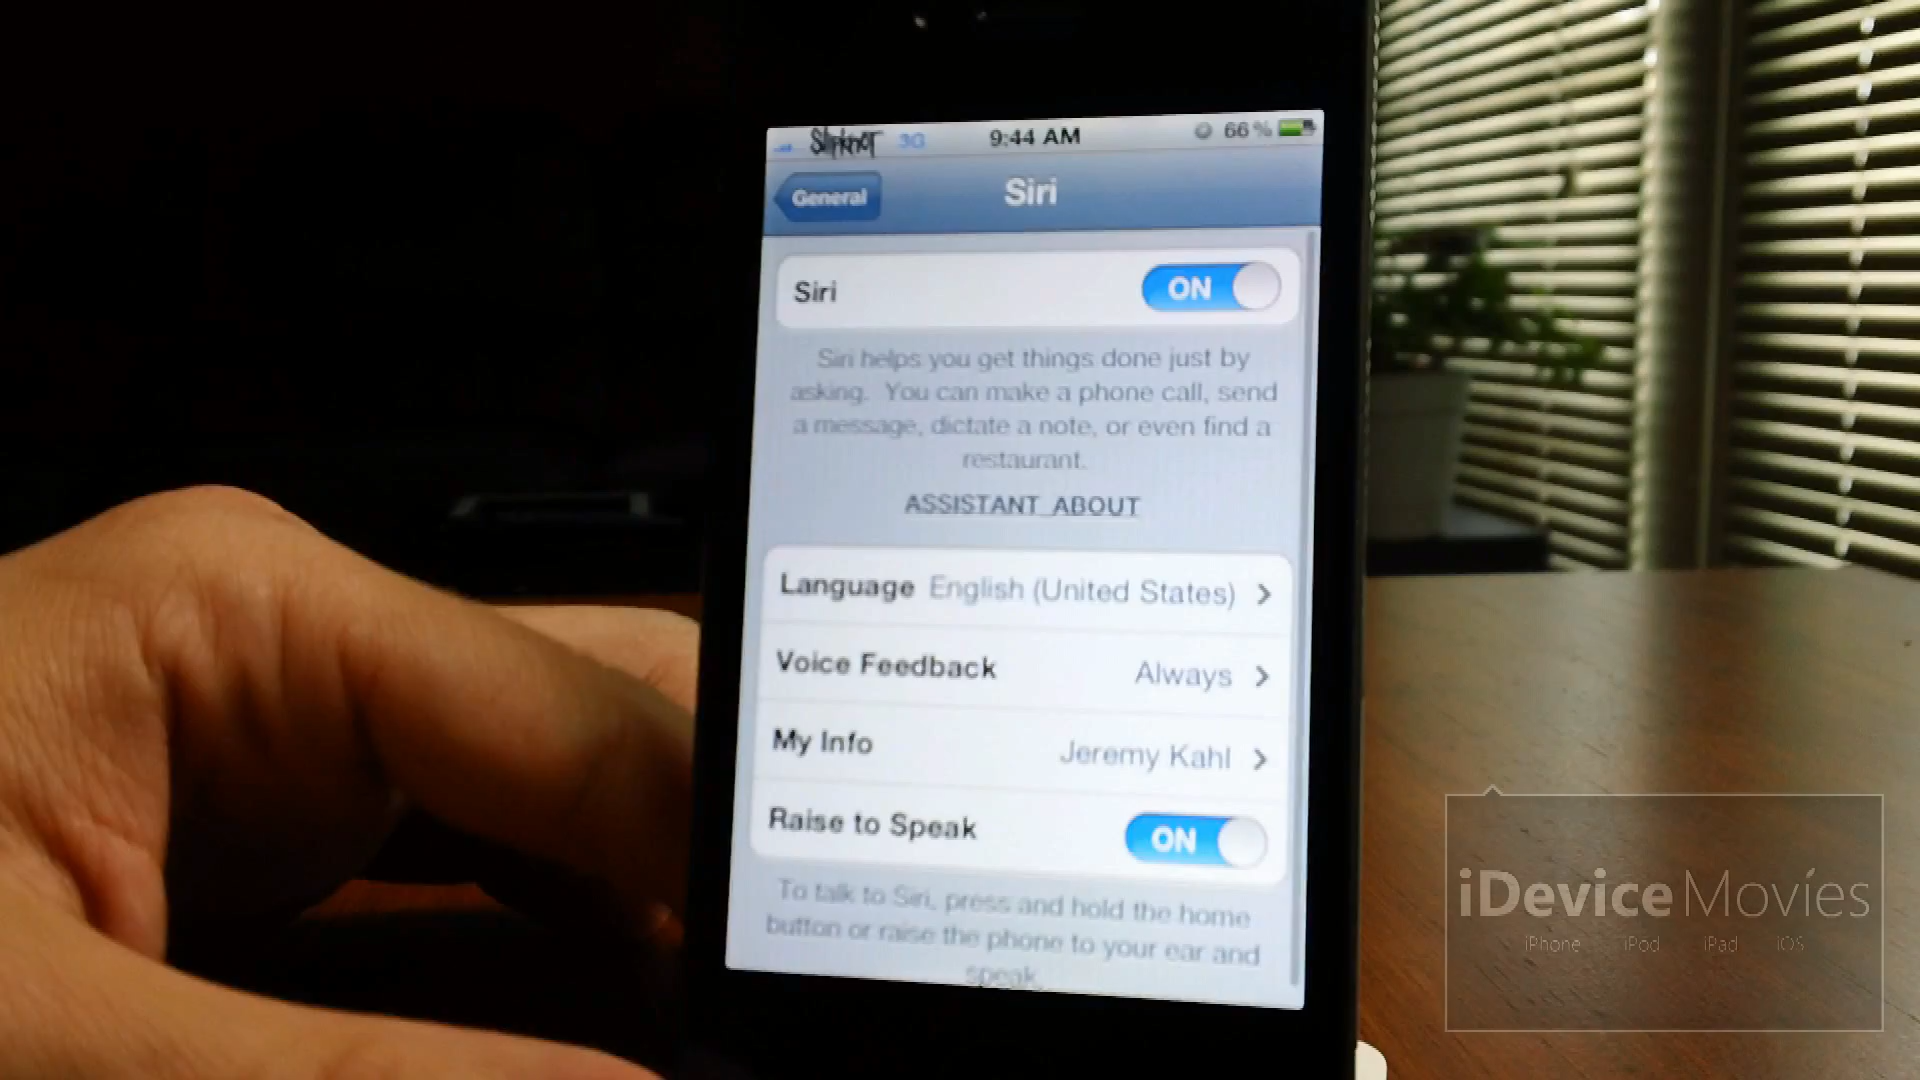 Slipknot 3G 9:44 AM 66%
General Siri
Siri ON
Siri helps you get things done just by
asking. You can make a phone call, send
a message, dictate a note, or even find a
restaurant.
ASSISTANT_ABOUT
Language English (United States)
Voice Feedback Always
My Info Jeremy Kahl
Raise to Speak ON
To talk to Siri, press and hold the home
button or raise the phone to your ear and
speak.
iDeviceMovies
iPhone iPod iPad iOS